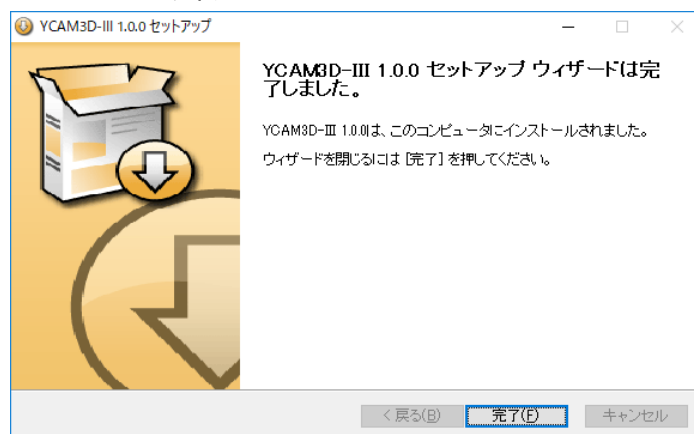 YCAM3D-III 1.0.0 セットアップ
YCAM3D-III 1.0.0 セットアップ ウィザードは完
了しました。
YCAM3D-III 1.0.0は、このコンピュータにインストールされました。
ウィザードを閉じるには [完了] を押してください。
< 戻る(B) 完了(F) キャンセル